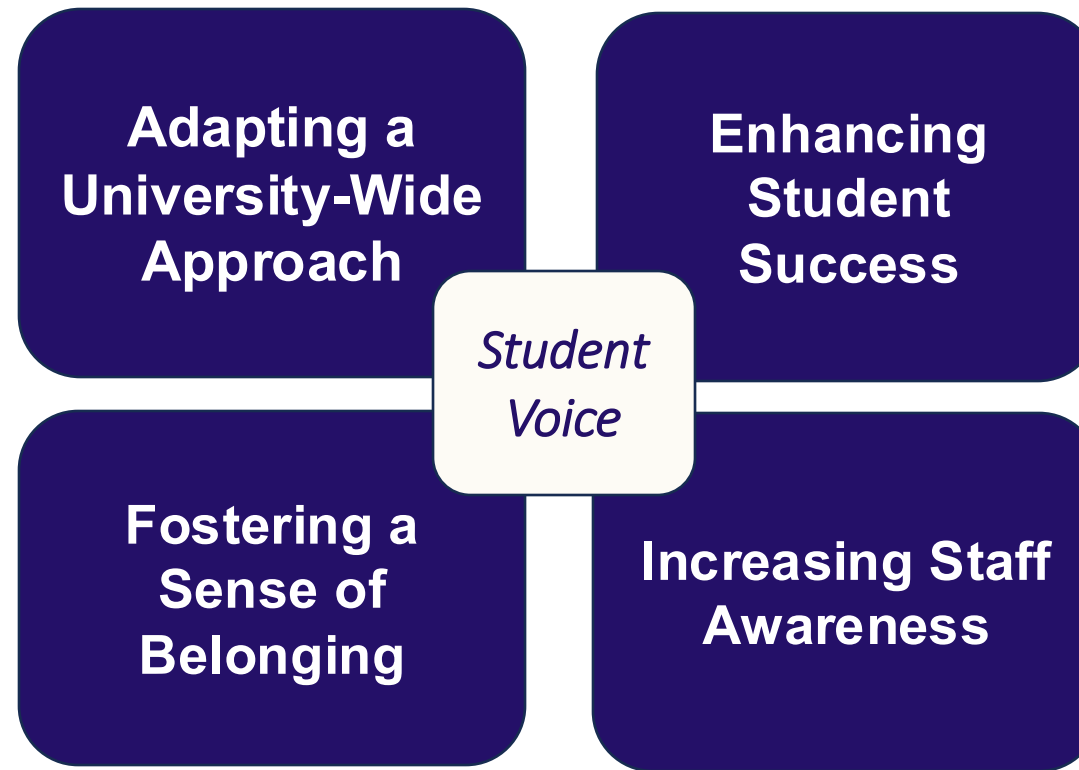 Adapting a
University-Wide
Approach
Enhancing
Student
Success
Student
Voice
Fostering a
Sense of
Belonging
Increasing Staff
Awareness